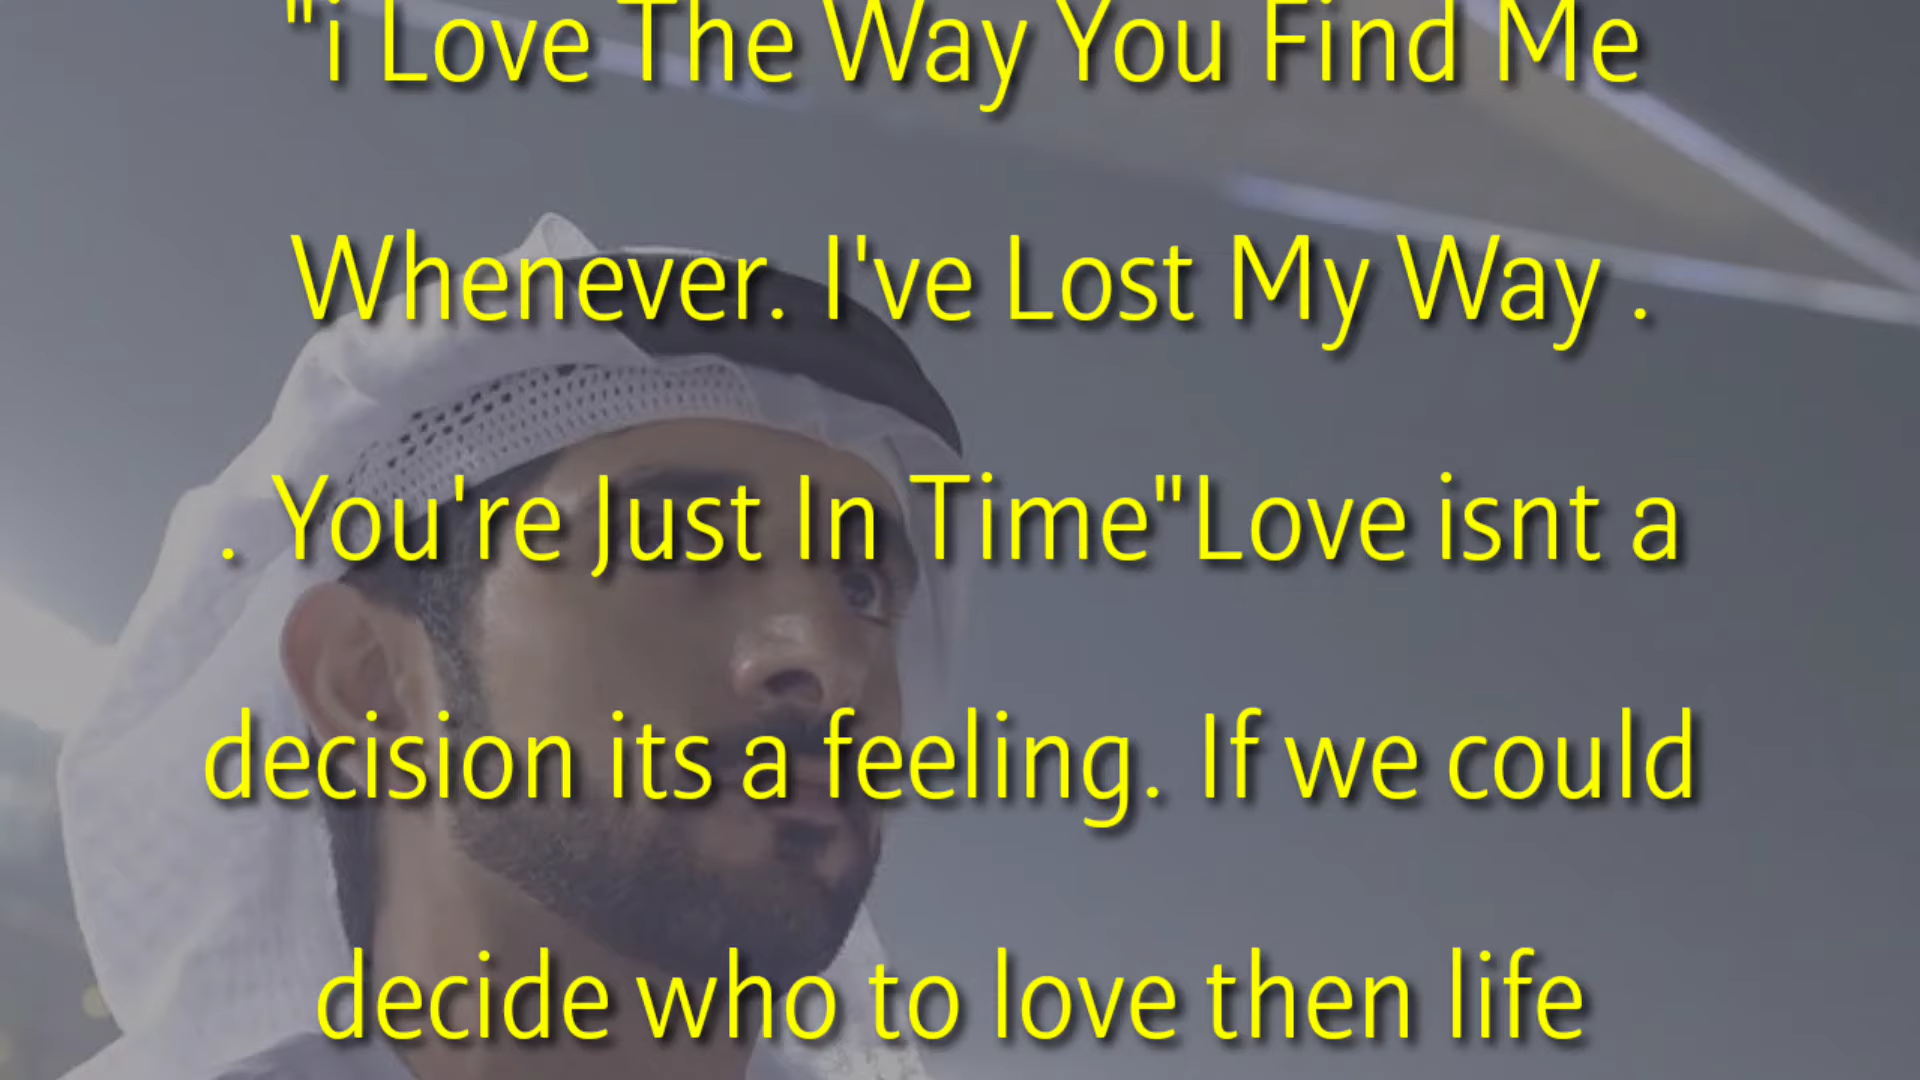 "i Love The Way You Find Me
Whenever. I've Lost My Way .
. You're Just In Time"Love isnt a
decision its a feeling. If we could
decide who to love then life